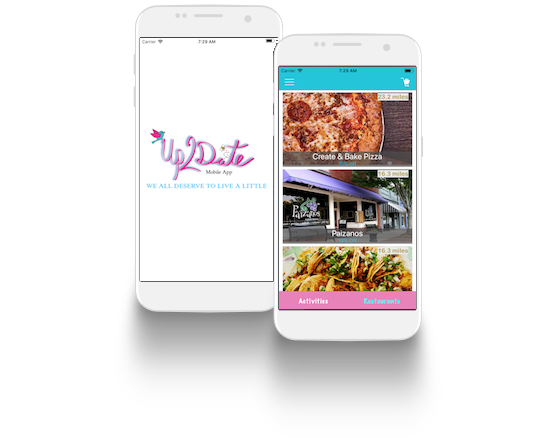 Carrier 7:29 AM
Up2Date
Mobile App
WE ALL DESERVE TO LIVE A LITTLE
Carrier 7:29 AM
23.2 miles
Create & Bake Pizza
16.3 miles
Paizanos
Paizanos
16.3 miles
Activities Restaurants